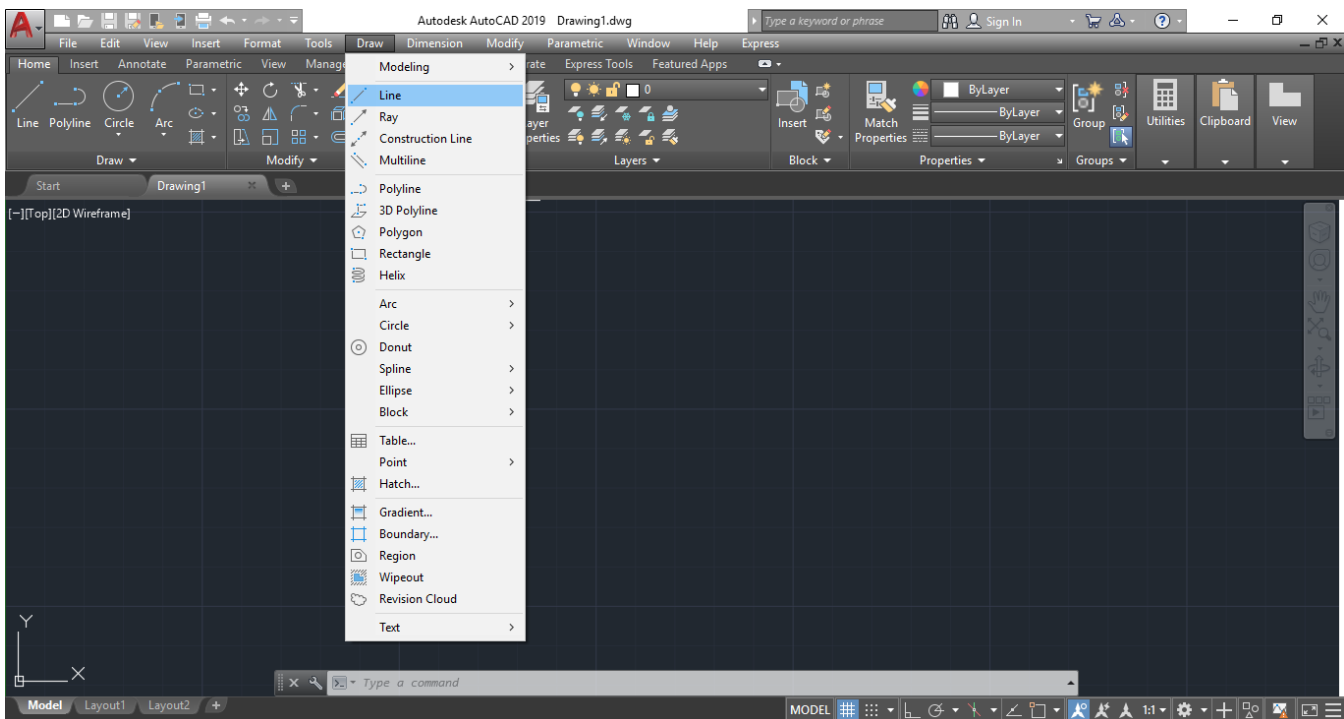 A
Autodesk AutoCAD 2019 Drawing1.dwg
Type a keyword or phrase
Sign In
File Edit View Insert Format Tools Draw Dimension Modify Parametric Window Help Express
Home Insert Annotate Parametric View Manage
rate Express Tools Featured Apps
Line Polyline Circle Arc
Draw
Modify
ayer
perties
0
Layers
Insert
Block
Match
Properties
ByLayer
ByLayer
ByLayer
Properties
Group
Groups
Utilities
Clipboard
View
Start Drawing1
[−][Top][2D Wireframe]
Modeling
Line
Ray
Construction Line
Multiline
Polyline
3D Polyline
Polygon
Rectangle
Helix
Arc
Circle
Donut
Spline
Ellipse
Block
Table...
Point
Hatch...
Gradient...
Boundary...
Region
Wipeout
Revision Cloud
Text
Y
X
Type a command
Model Layout1 Layout2 +
MODEL
1:1